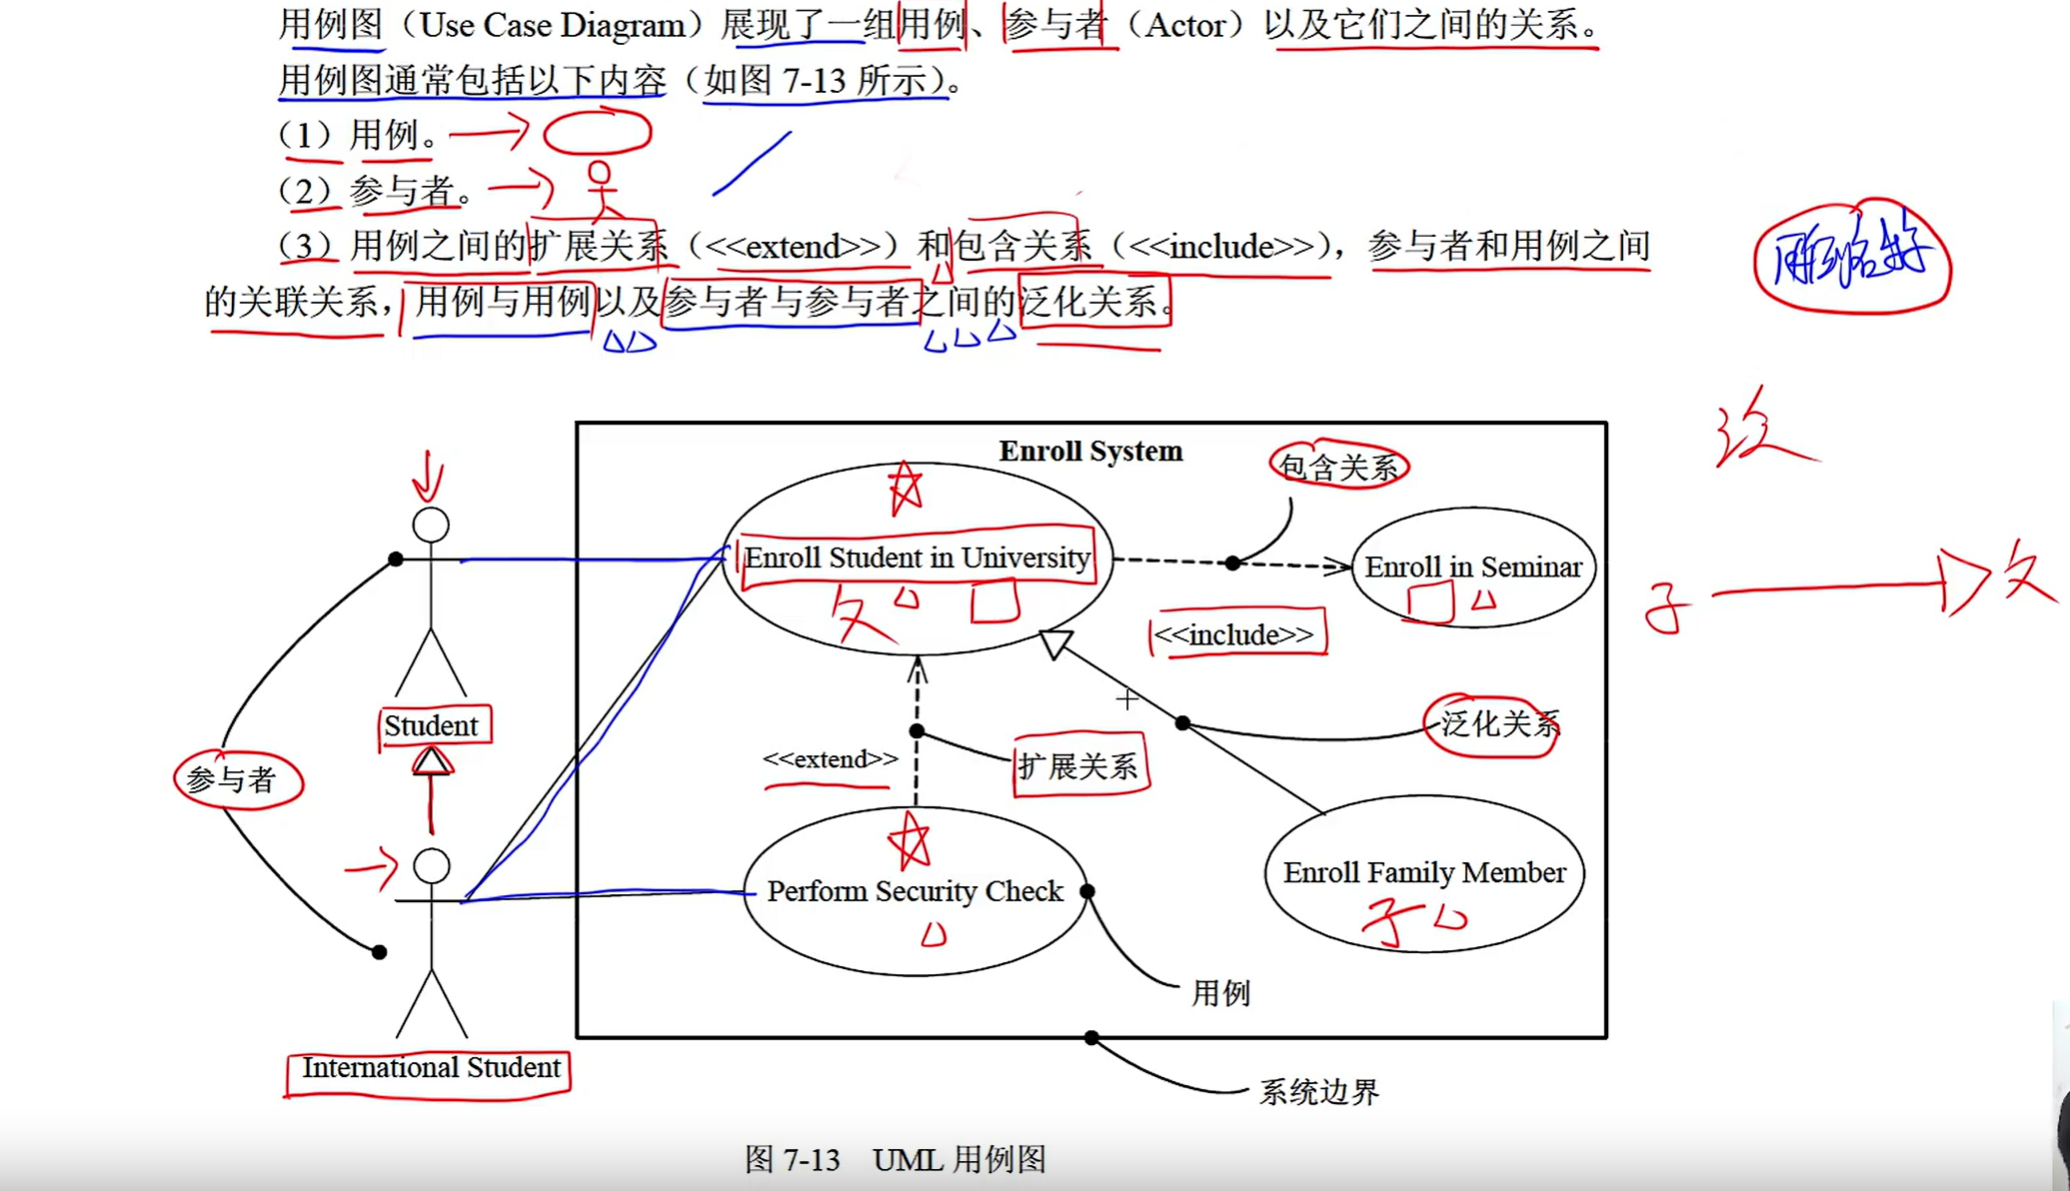 用例图（Use Case Diagram）展现了一组用例、参与者（Actor）以及它们之间的关系。
用例图通常包括以下内容（如图 7-13 所示）。
（1）用例。
（2）参与者。
（3）用例之间的扩展关系（<<extend>>）和包含关系（<<include>>），参与者和用例之间
的关联关系，用例与用例以及参与者与参与者之间的泛化关系。
Enroll System
包含关系
Enroll Student in University
Enroll in Seminar
父
子
父
<<include>>
Student
泛化关系
<<extend>>
扩展关系
参与者
Enroll Family Member
子
Perform Security Check
用例
International Student
系统边界
图 7-13 UML 用例图